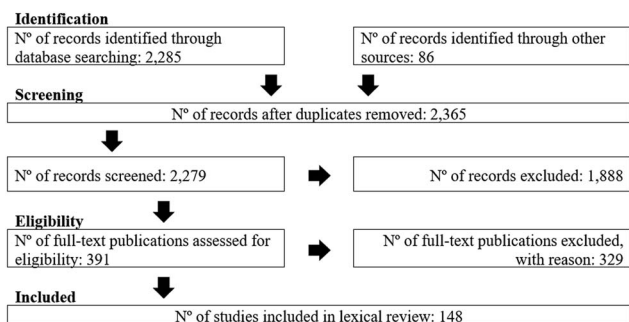 Identification
Nº of records identified through
database searching: 2,285
Nº of records identified through other
sources: 86
Screening
Nº of records after duplicates removed: 2,365
Nº of records screened: 2,279
Nº of records excluded: 1,888
Eligibility
Nº of full-text publications assessed for
eligibility: 391
Nº of full-text publications excluded,
with reason: 329
Included
Nº of studies included in lexical review: 148